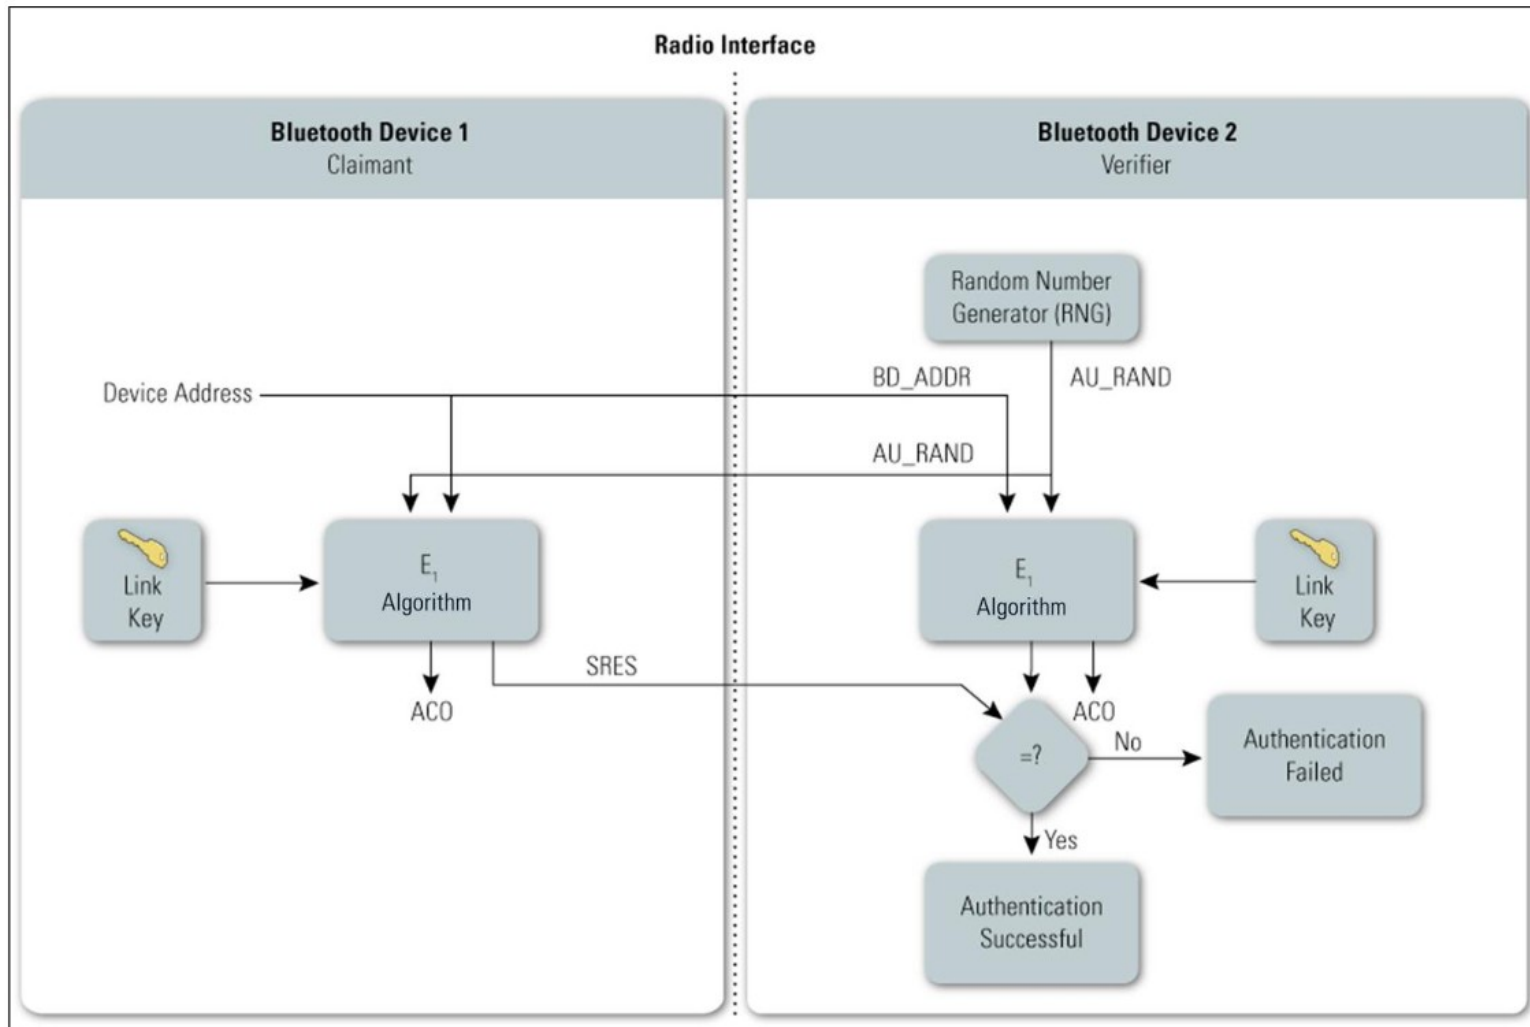 Radio Interface
Bluetooth Device 1
Claimant
Bluetooth Device 2
Verifier
Random Number
Generator (RNG)
Device Address
BD_ADDR
AU_RAND
AU_RAND
Link
Key
E₁
Algorithm
E₁
Algorithm
Link
Key
SRES
ACO
ACO
=?
No
Authentication
Failed
Yes
Authentication
Successful